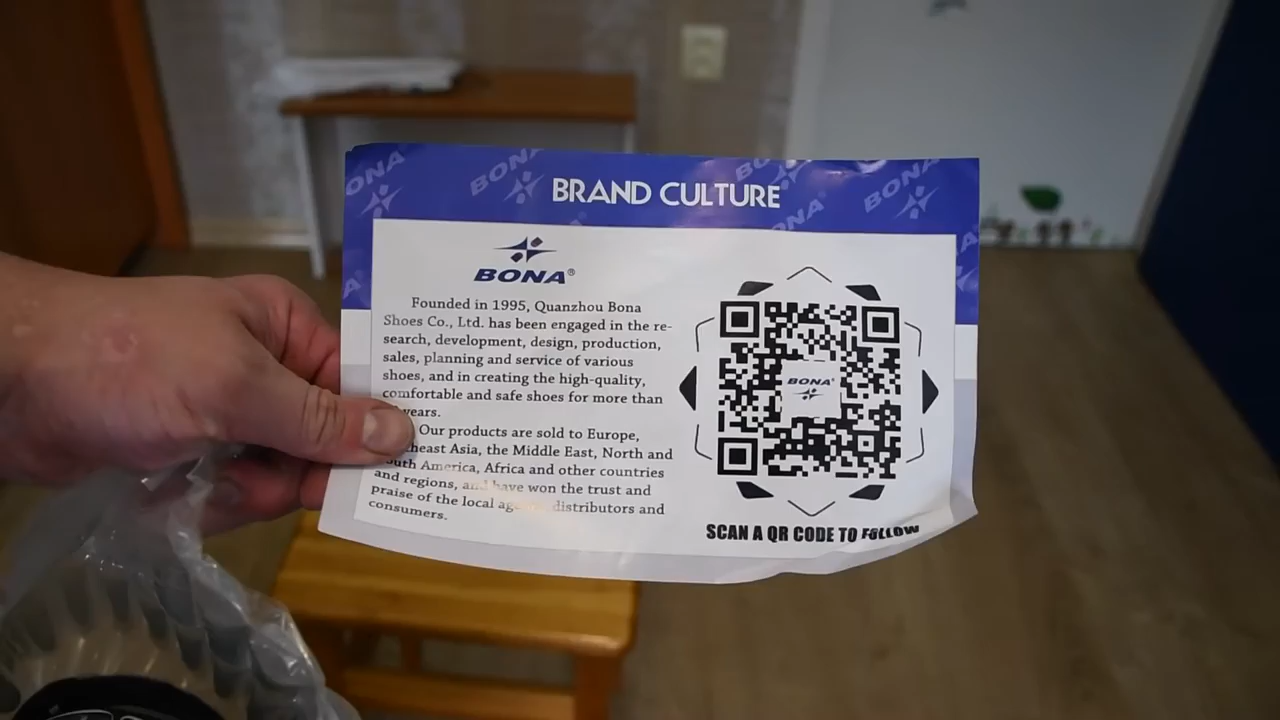 BONA
BONA
BONA
BONA
BONA
BRAND CULTURE
BONA®
Founded in 1995, Quanzhou Bona
Shoes Co., Ltd. has been engaged in the re-
search, development, design, production,
sales, planning and service of various
shoes, and in creating the high-quality,
comfortable and safe shoes for more than
years.
Our products are sold to Europe,
Asia, the Middle East, North and
South America, Africa and other countries
and regions, and have won the trust and
praise of the local distributors and
consumers.
BONA®
SCAN A QR CODE TO FOLLOW